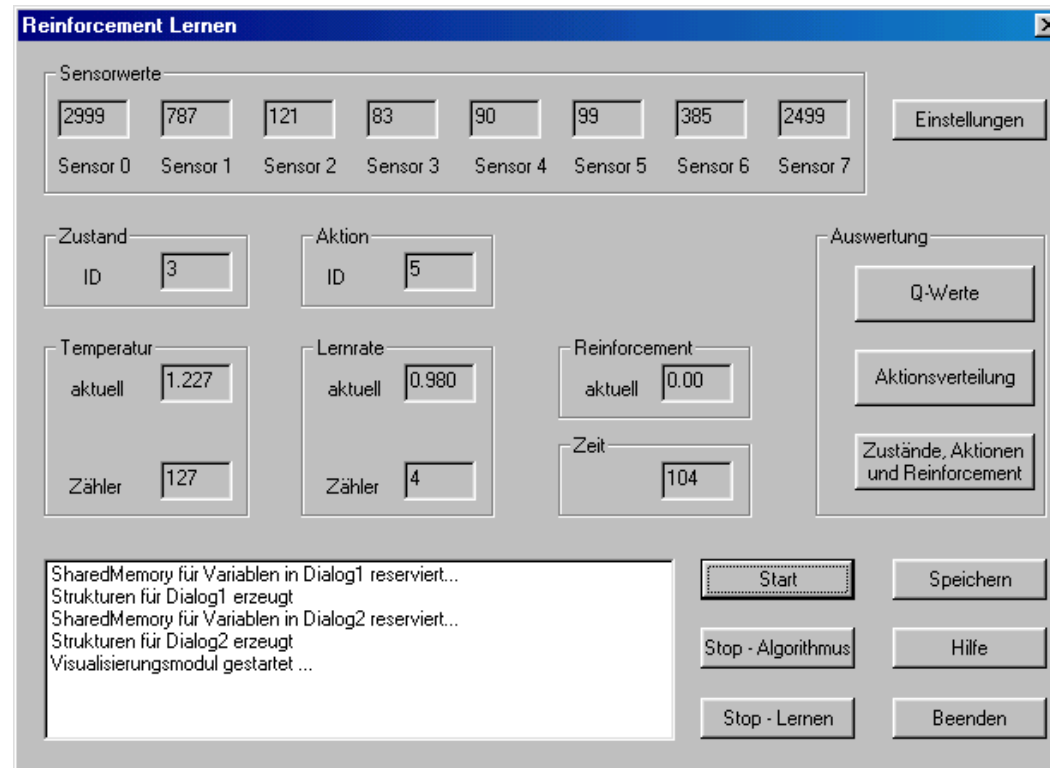 Reinforcement Lernen
Sensorwerte
2999 787 121 83 90 99 385 2499
Sensor 0 Sensor 1 Sensor 2 Sensor 3 Sensor 4 Sensor 5 Sensor 6 Sensor 7
Einstellungen
Zustand
ID 3
Aktion
ID 5
Temperatur
aktuell 1.227
Zähler 127
Lernrate
aktuell 0.980
Zähler 4
Reinforcement
aktuell 0.00
Zeit
104
Auswertung
Q-Werte
Aktionsverteilung
Zustände, Aktionen
und Reinforcement
SharedMemory für Variablen in Dialog1 reserviert...
Strukturen für Dialog1 erzeugt
SharedMemory für Variablen in Dialog2 reserviert...
Strukturen für Dialog2 erzeugt
Visualisierungsmodul gestartet ...
Start
Speichern
Stop - Algorithmus
Hilfe
Stop - Lernen
Beenden